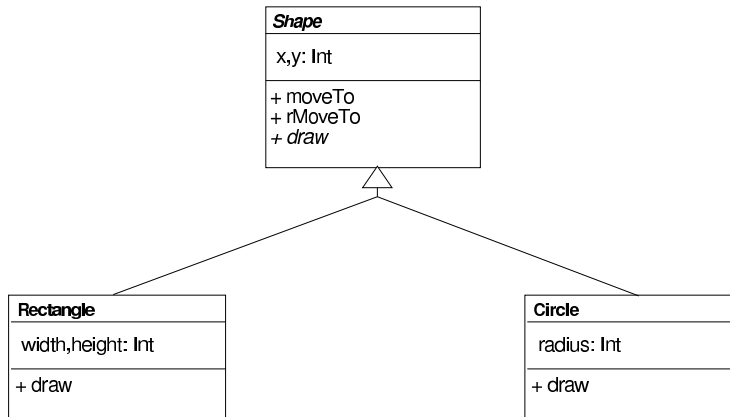 Shape
x,y: Int
+ moveTo
+ rMoveTo
+ draw
Rectangle
width,height: Int
+ draw
Circle
radius: Int
+ draw